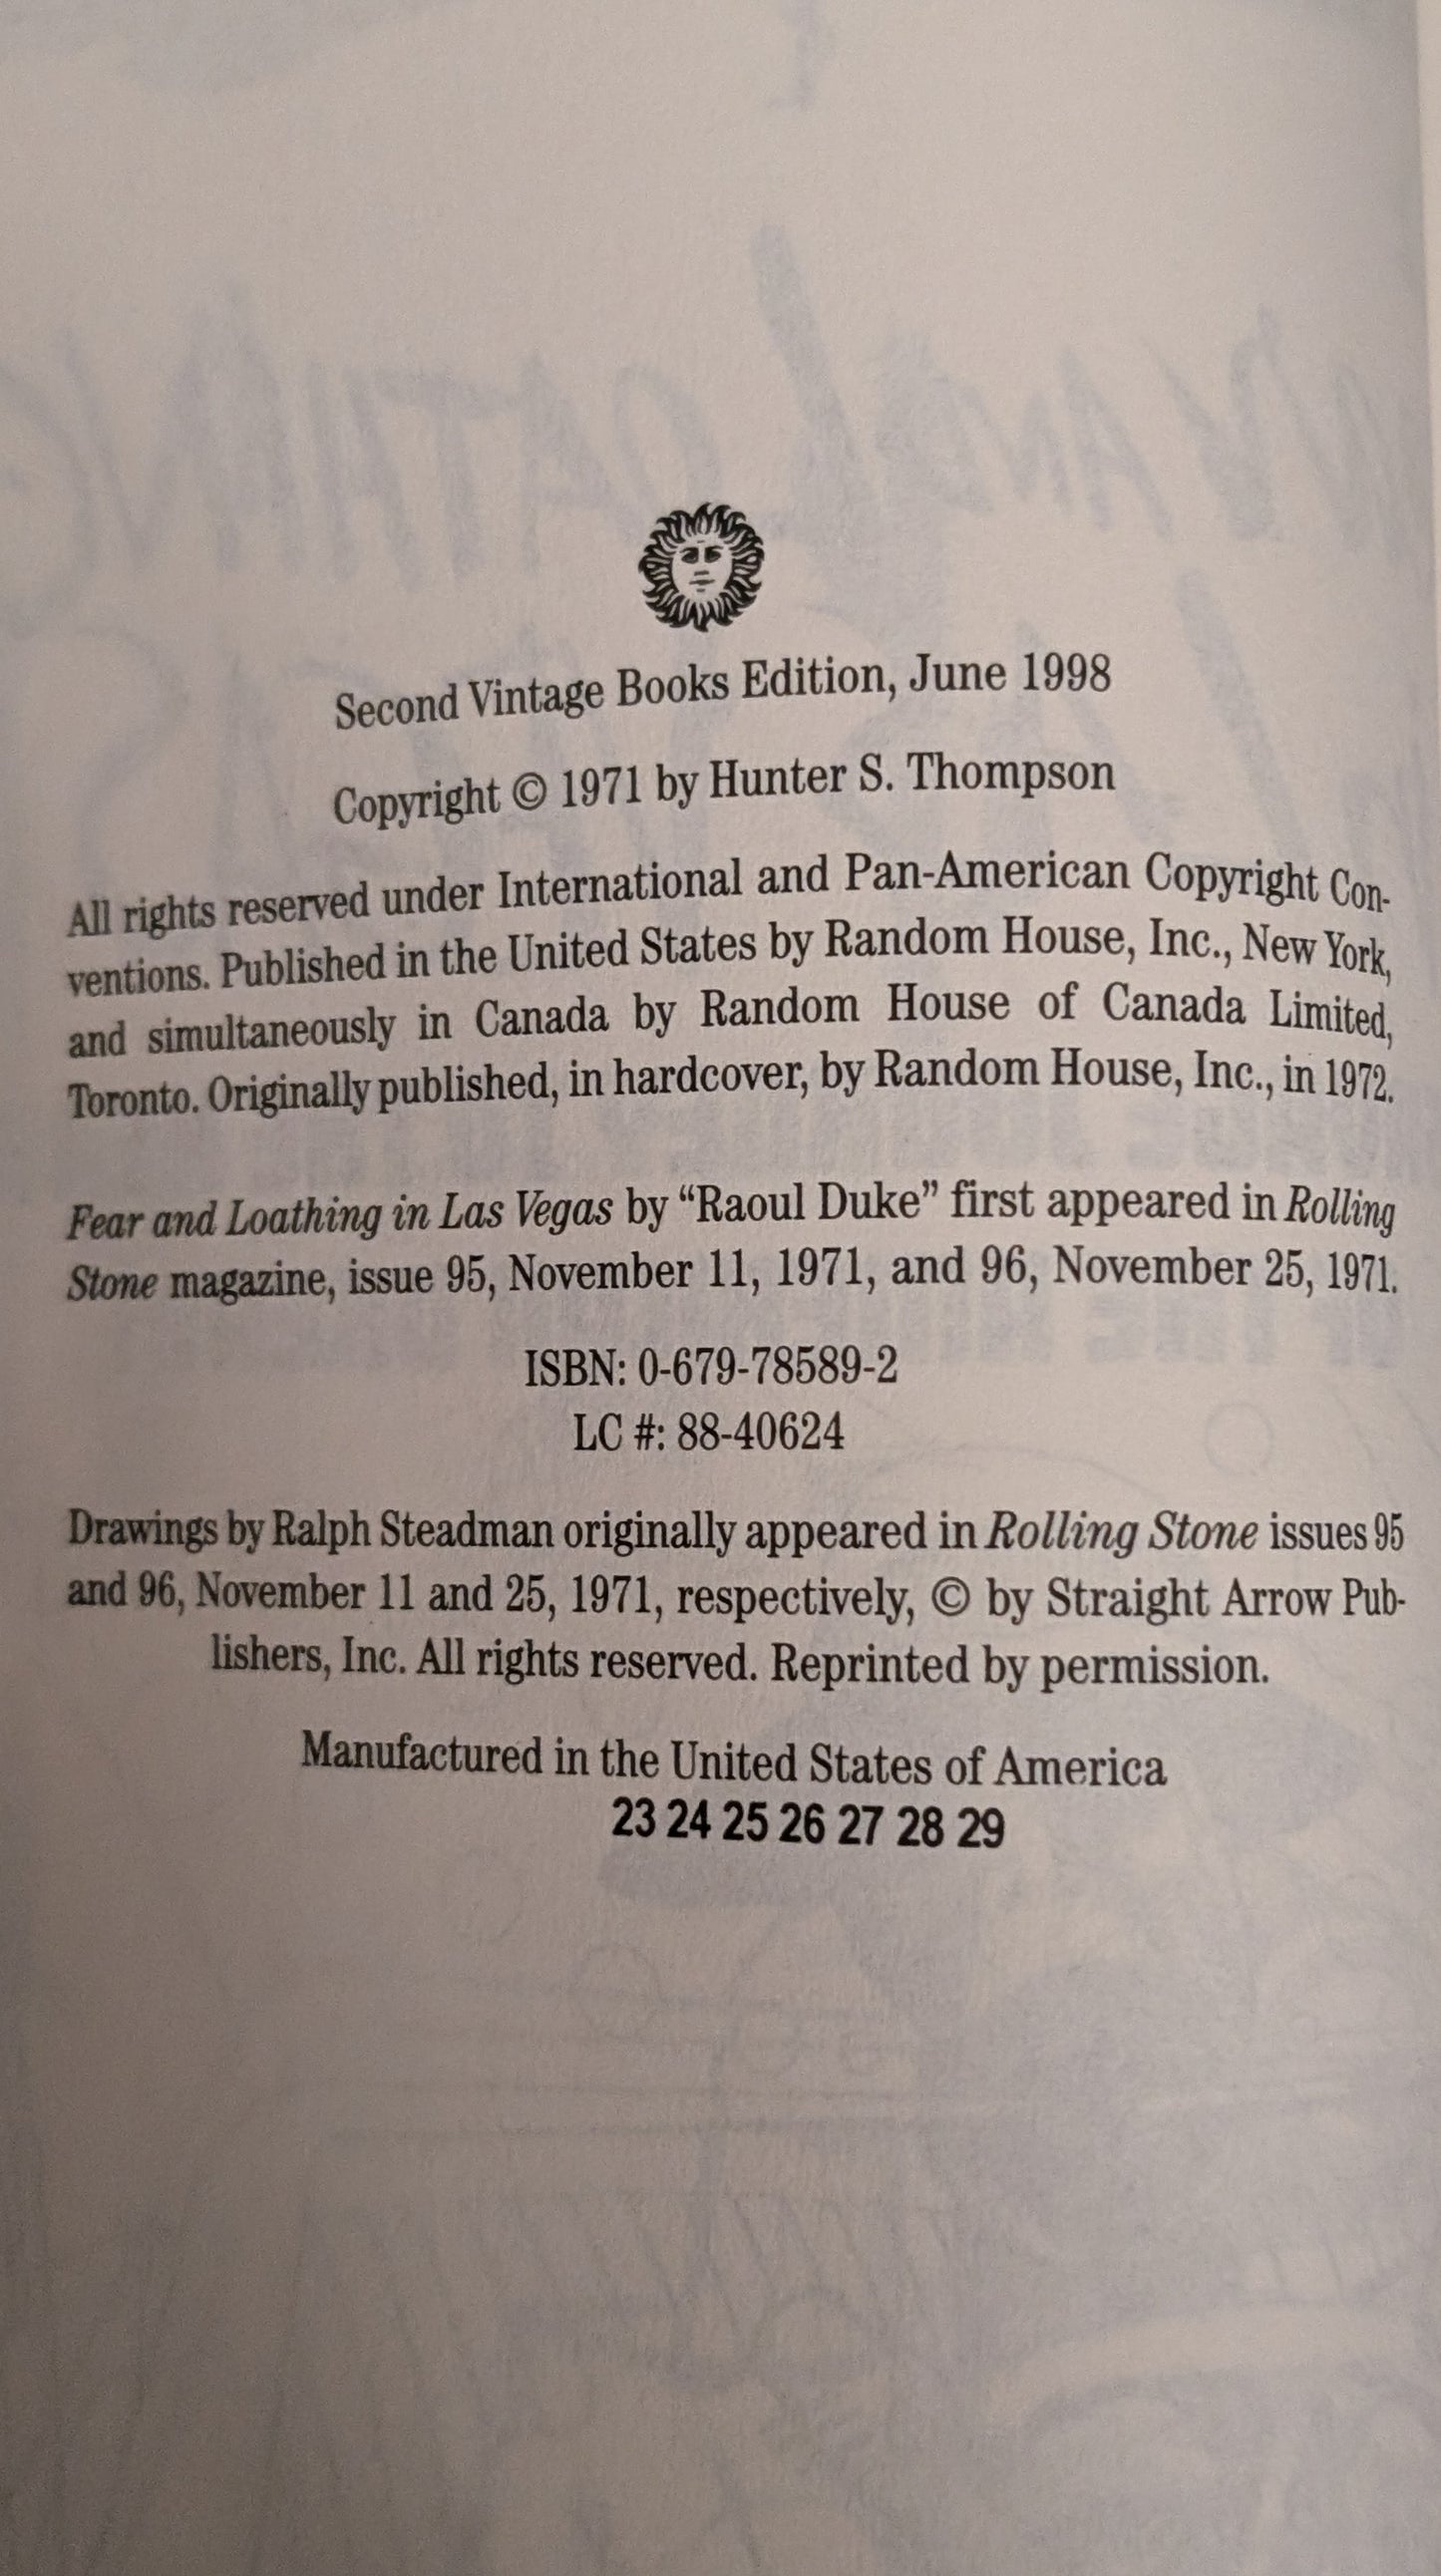 Second Vintage Books Edition, June 1998
Copyright © 1971 by Hunter S. Thompson
All rights reserved under International and Pan-American Copyright Con-
ventions. Published in the United States by Random House, Inc., New York,
and simultaneously in Canada by Random House of Canada Limited,
Toronto. Originally published, in hardcover, by Random House, Inc., in 1972.
Fear and Loathing in Las Vegas by “Raoul Duke” first appeared in Rolling
Stone magazine, issue 95, November 11, 1971, and 96, November 25, 1971.
ISBN: 0-679-78589-2
LC #: 88-40624
Drawings by Ralph Steadman originally appeared in Rolling Stone issues 95
and 96, November 11 and 25, 1971, respectively, © by Straight Arrow Pub-
lishers, Inc. All rights reserved. Reprinted by permission.
Manufactured in the United States of America
23 24 25 26 27 28 29